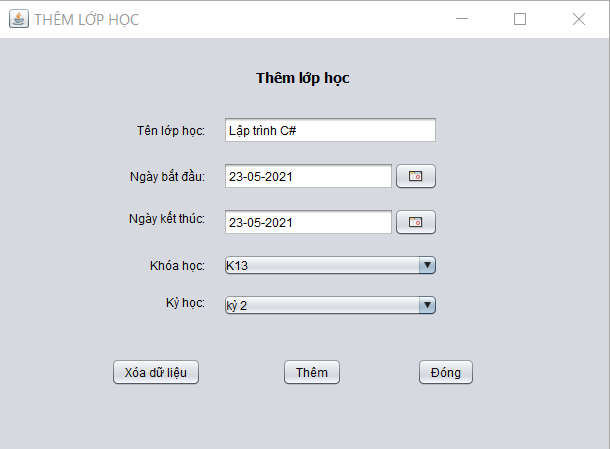 THÊM LỚP HỌC
Thêm lớp học
Tên lớp học: Lập trình C#
Ngày bắt đầu: 23-05-2021
Ngày kết thúc: 23-05-2021
Khóa học: K13
Kỳ học: kỳ 2
Xóa dữ liệu Thêm Đóng